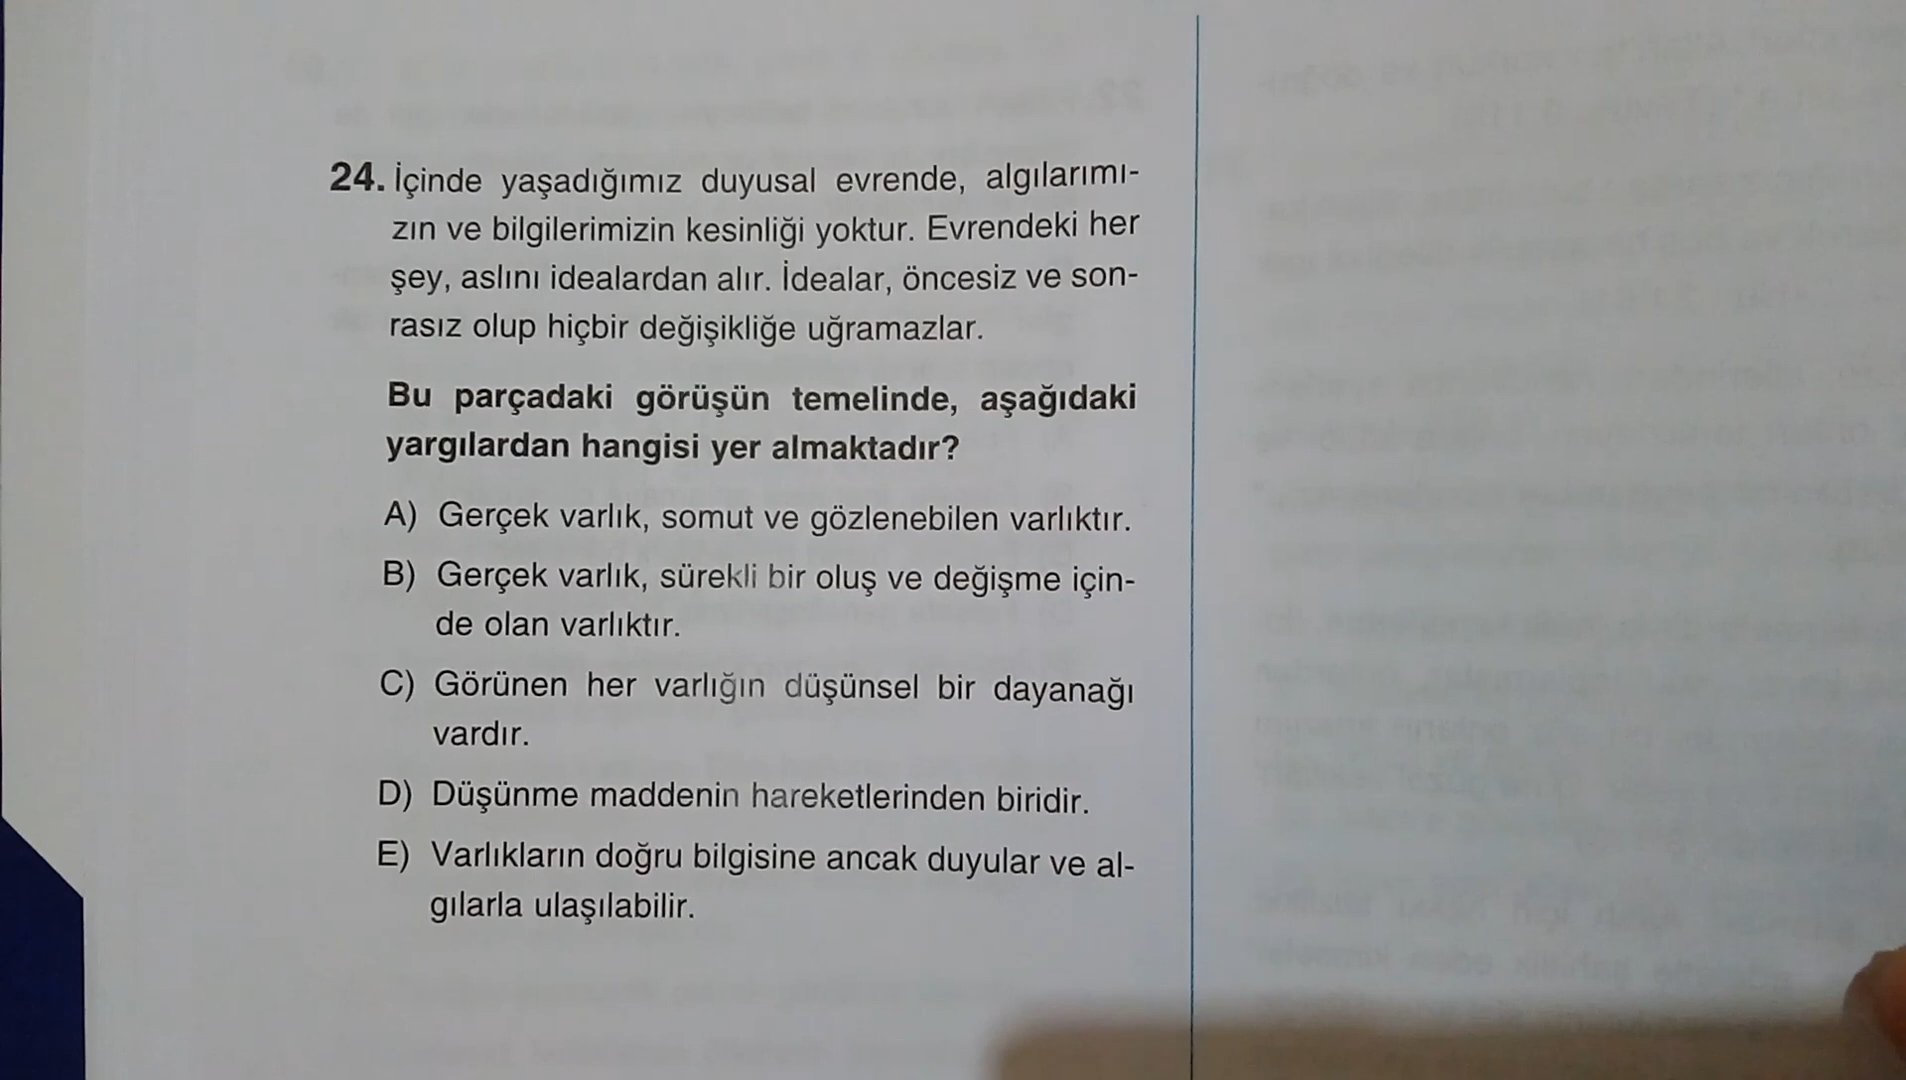 24. İçinde yaşadığımız duyusal evrende, algılarımı-
zın ve bilgilerimizin kesinliği yoktur. Evrendeki her
şey, aslını idealardan alır. İdealar, öncesiz ve son-
rasız olup hiçbir değişikliğe uğramazlar.
Bu parçadaki görüşün temelinde, aşağıdaki
yargılardan hangisi yer almaktadır?
A) Gerçek varlık, somut ve gözlenebilen varlıktır.
B) Gerçek varlık, sürekli bir oluş ve değişme için-
de olan varlıktır.
C) Görünen her varlığın düşünsel bir dayanağı
vardır.
D) Düşünme maddenin hareketlerinden biridir.
E) Varlıkların doğru bilgisine ancak duyular ve al-
gılarla ulaşılabilir.